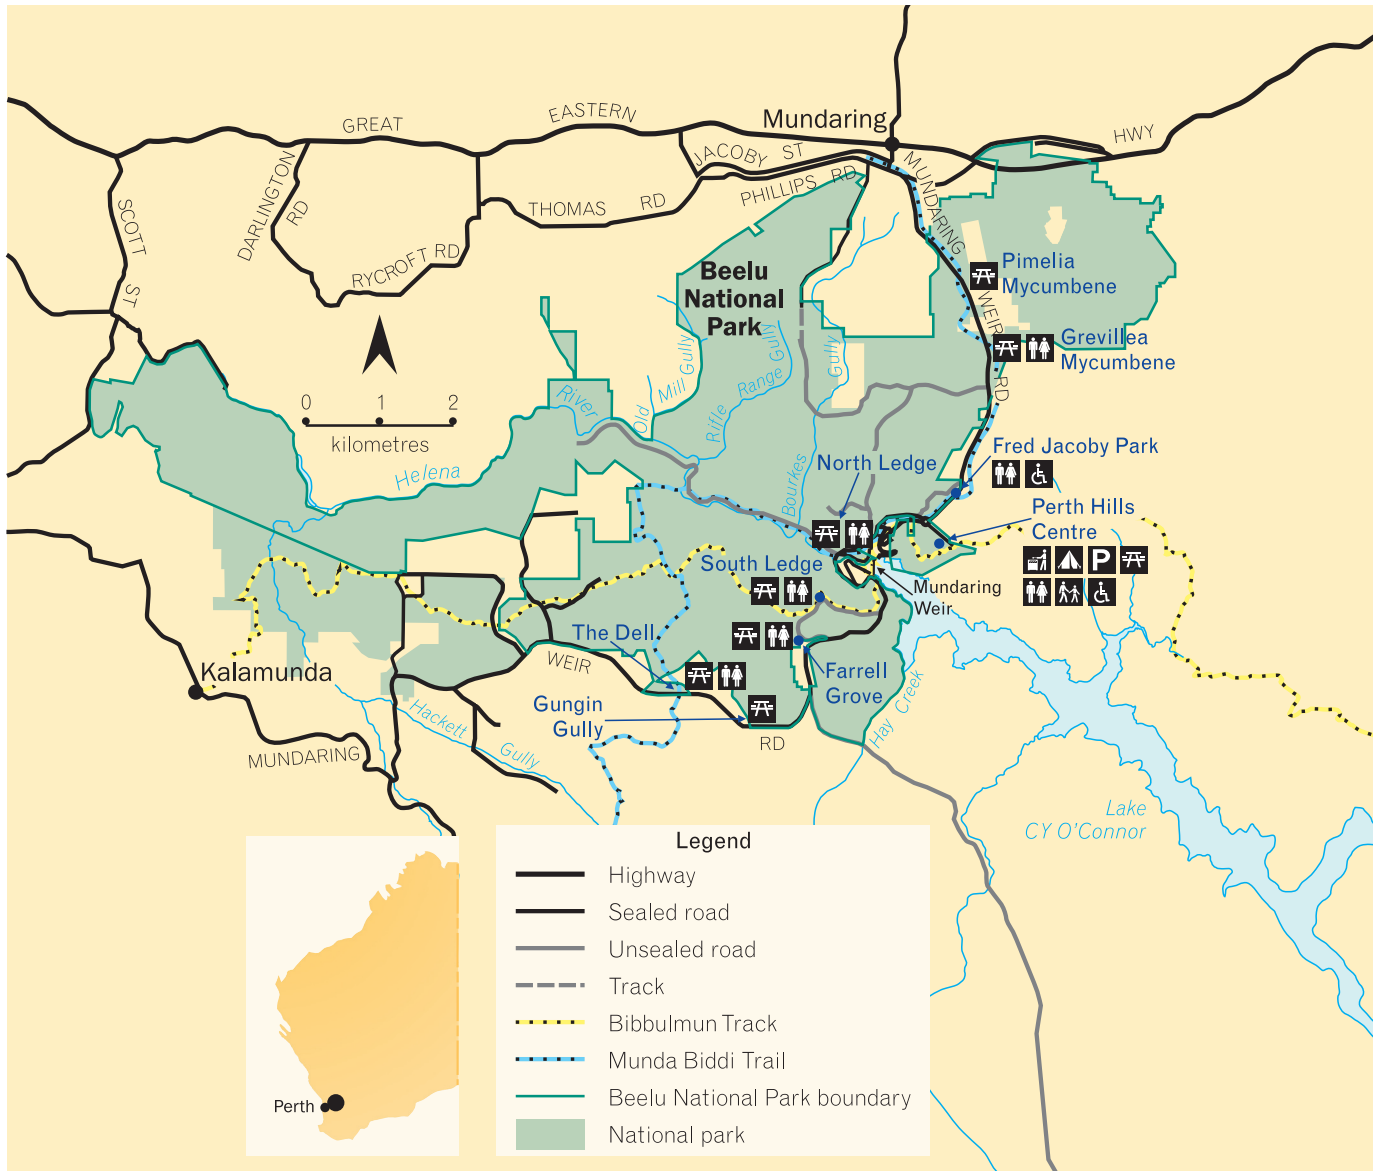 GREAT
EASTERN
HWY
Mundaring
JACOBY ST
PHILLIPS RD
THOMAS RD
DARLINGTON
RD
RYCROFT RD
SCOTT
ST
MUNDARING
WEIR
RD
Beelu
National
Park
Pimelia
Mycumbene
Grevillea
Mycumbene
0 1 2
kilometres
River
Helena
Old Mill Gully
Rifle Range Gully
Bourkes Gully
North Ledge
Fred Jacoby Park
Perth Hills
Centre
P
South Ledge
Mundaring
Weir
The Dell
Farrell
Grove
Gungin
Gully
Kalamunda
MUNDARING
WEIR
RD
Hackett
Gully
Hay Creek
Lake
CY O'Connor
Legend
Highway
Sealed road
Unsealed road
Track
Bibbulmun Track
Munda Biddi Trail
Beelu National Park boundary
National park
Perth